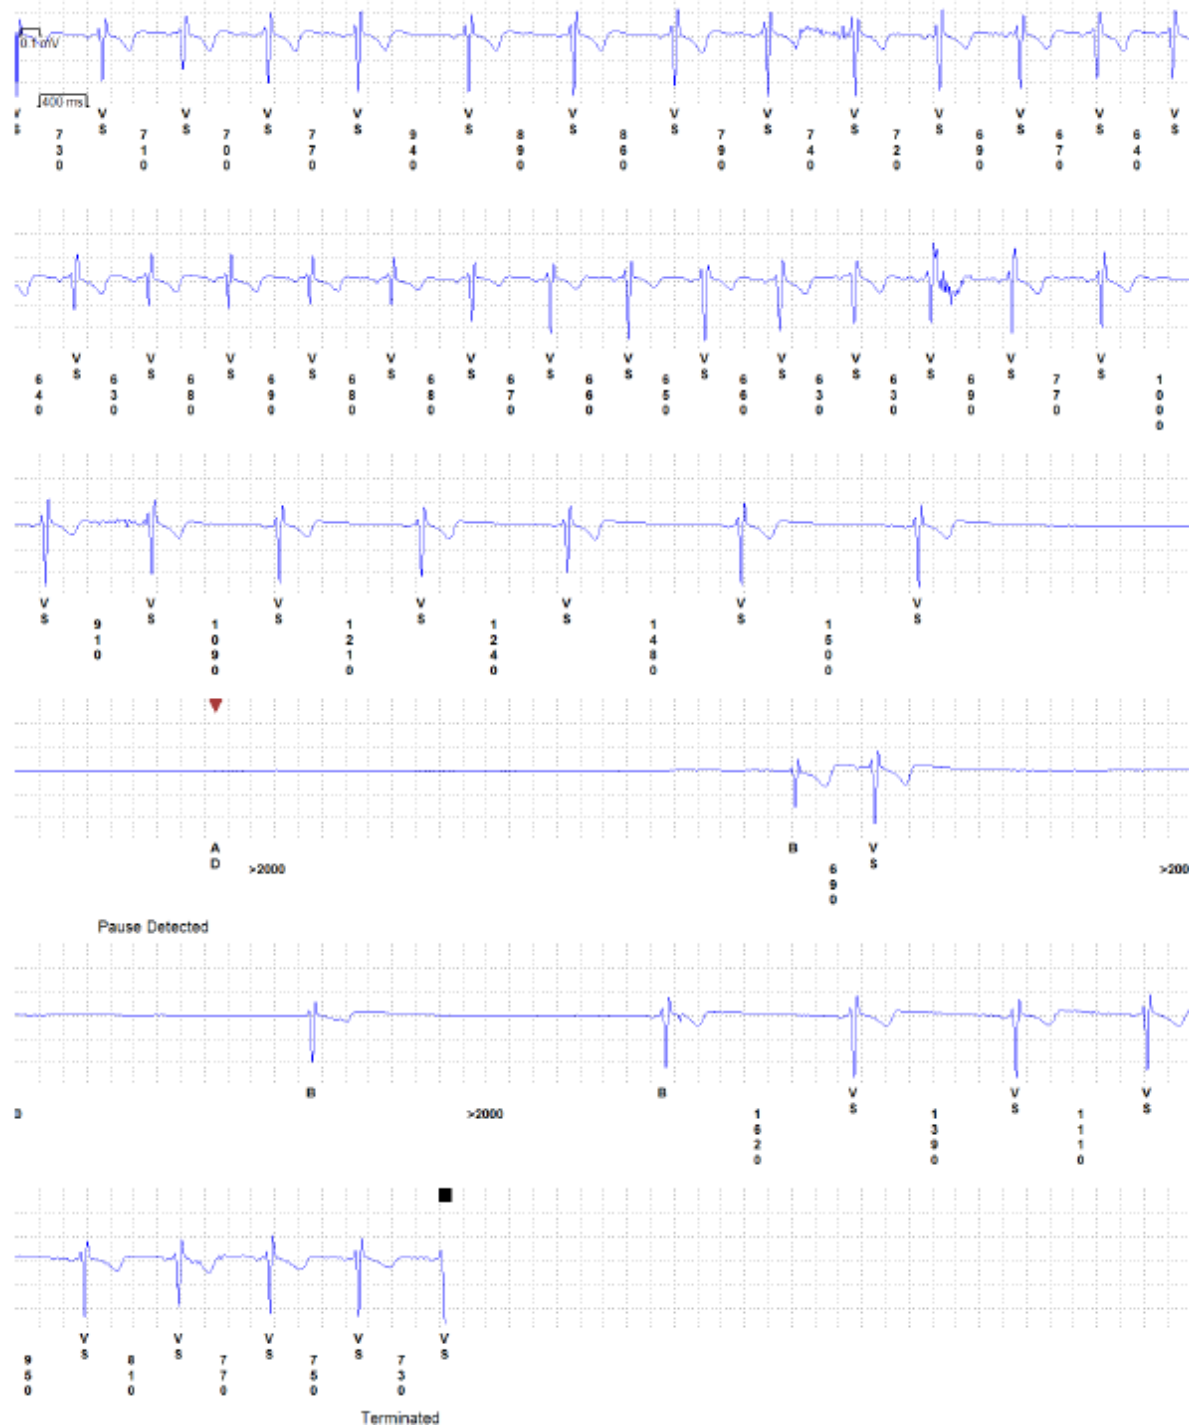 0.1 mV
400 ms
VS VS VS VS VS VS VS VS VS VS VS VS VS VS VS
730 710 700 770 940 890 860 790 740 720 690 670 640
VS VS VS VS VS VS VS VS VS VS VS VS VS VS
640 630 680 690 680 680 670 660 650 660 630 630 690 770 1000
VS VS VS VS VS VS VS
910 1090 1210 1240 1480 1500
AD B VS
>2000 690 >200
Pause Detected
B B VS VS VS
0 >2000 1620 1390 1110
VS VS VS VS VS
950 810 770 750 730
Terminated